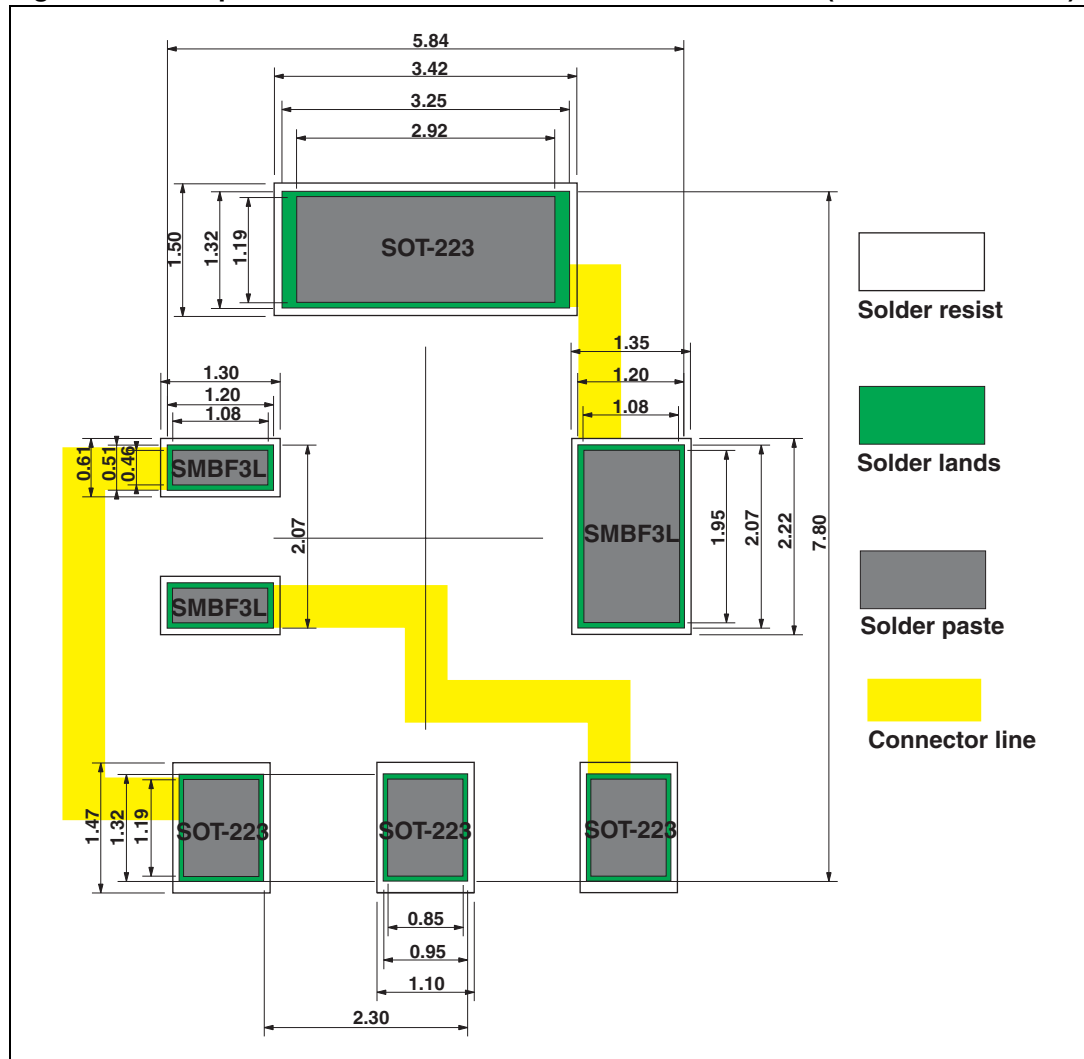 5.84
3.42
3.25
2.92
1.50
1.32
1.19
SOT-223
Solder resist
1.35
1.20
1.08
1.30
1.20
1.08
0.61
0.51
0.46
SMBF3L
2.07
SMBF3L
1.95
2.07
2.22
7.80
Solder lands
SMBF3L
Solder paste
Connector line
1.47
1.32
1.19
SOT-223
SOT-223
SOT-223
0.85
0.95
1.10
2.30